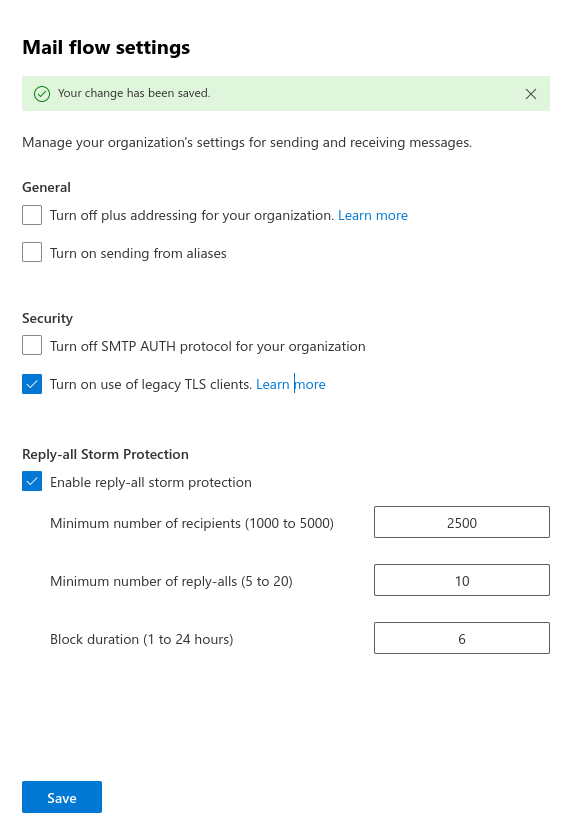 Mail flow settings
Your change has been saved.
Manage your organization's settings for sending and receiving messages.
General
Turn off plus addressing for your organization. Learn more
Turn on sending from aliases
Security
Turn off SMTP AUTH protocol for your organization
Turn on use of legacy TLS clients. Learn more
Reply-all Storm Protection
Enable reply-all storm protection
Minimum number of recipients (1000 to 5000) 2500
Minimum number of reply-alls (5 to 20) 10
Block duration (1 to 24 hours) 6
Save